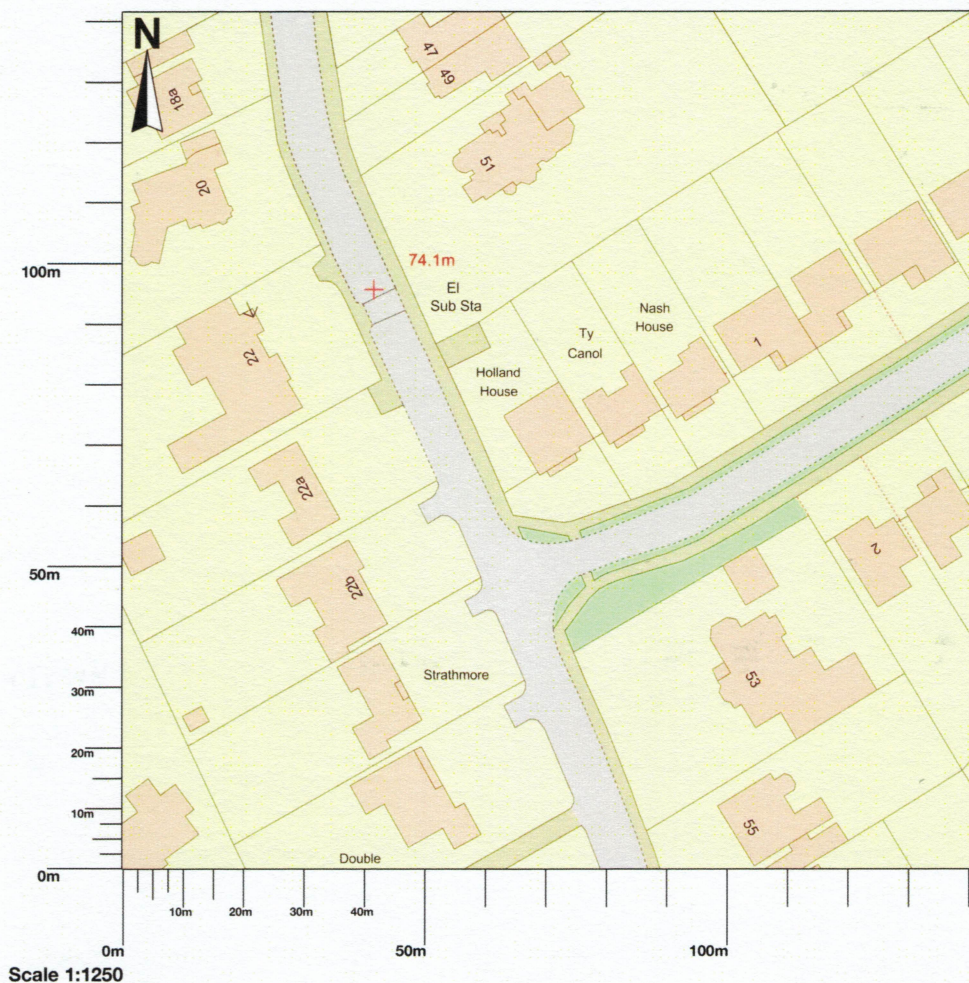 N
47
49
18a
51
20
74.1m
100m
El
Sub Sta
Nash
House
Ty
Canol
1
22
Holland
House
22a
50m
2
22b
40m
Strathmore
53
30m
20m
10m
55
Double
0m
10m
20m
30m
40m
0m
50m
100m
Scale 1:1250